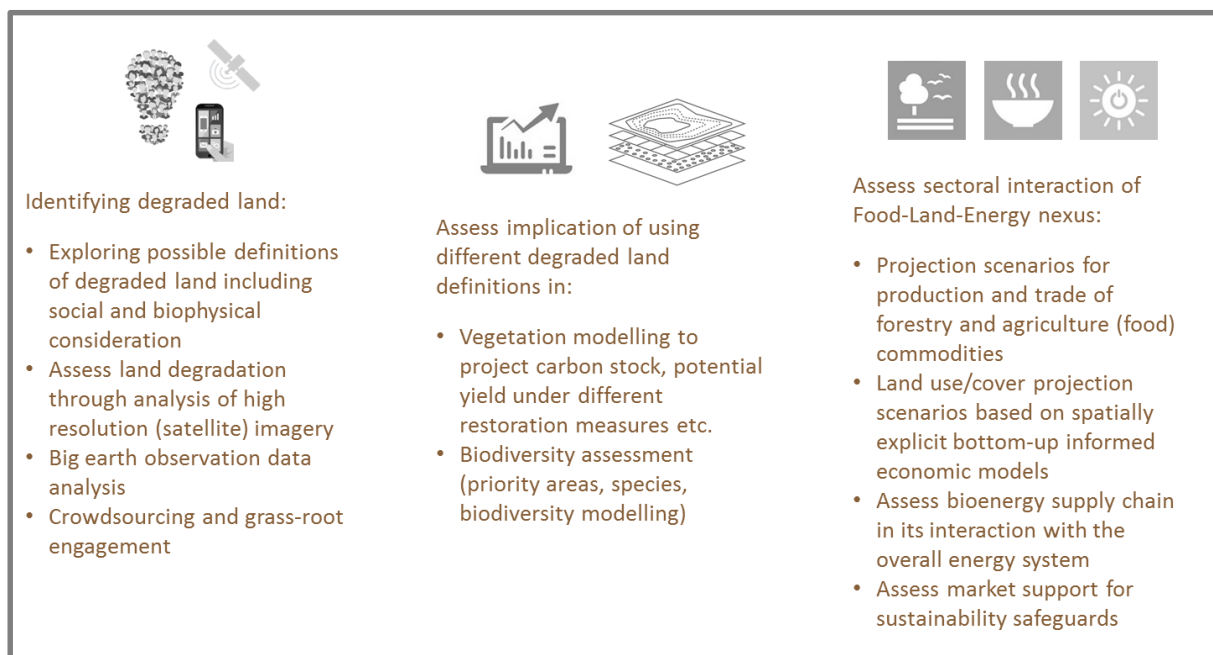 Identifying degraded land:
• Exploring possible definitions
of degraded land including
social and biophysical
consideration
• Assess land degradation
through analysis of high
resolution (satellite) imagery
• Big earth observation data
analysis
• Crowdsourcing and grass-root
engagement
Assess implication of using
different degraded land
definitions in:
• Vegetation modelling to
project carbon stock, potential
yield under different
restoration measures etc.
• Biodiversity assessment
(priority areas, species,
biodiversity modelling)
Assess sectoral interaction of
Food-Land-Energy nexus:
• Projection scenarios for
production and trade of
forestry and agriculture (food)
commodities
• Land use/cover projection
scenarios based on spatially
explicit bottom-up informed
economic models
• Assess bioenergy supply chain
in its interaction with the
overall energy system
• Assess market support for
sustainability safeguards